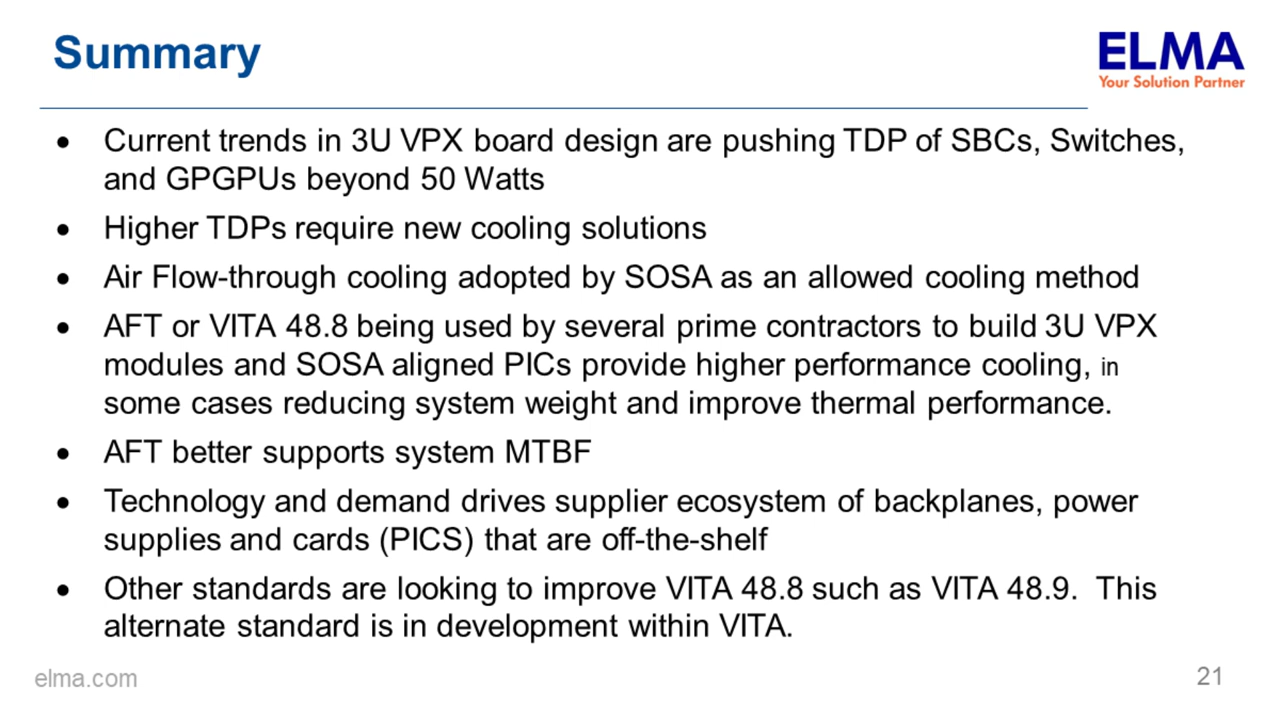 Summary
ELMA
Your Solution Partner
• Current trends in 3U VPX board design are pushing TDP of SBCs, Switches,
and GPGPUs beyond 50 Watts
• Higher TDPs require new cooling solutions
• Air Flow-through cooling adopted by SOSA as an allowed cooling method
• AFT or VITA 48.8 being used by several prime contractors to build 3U VPX
modules and SOSA aligned PICs provide higher performance cooling, in
some cases reducing system weight and improve thermal performance.
• AFT better supports system MTBF
• Technology and demand drives supplier ecosystem of backplanes, power
supplies and cards (PICS) that are off-the-shelf
• Other standards are looking to improve VITA 48.8 such as VITA 48.9.  This
alternate standard is in development within VITA.
elma.com
21